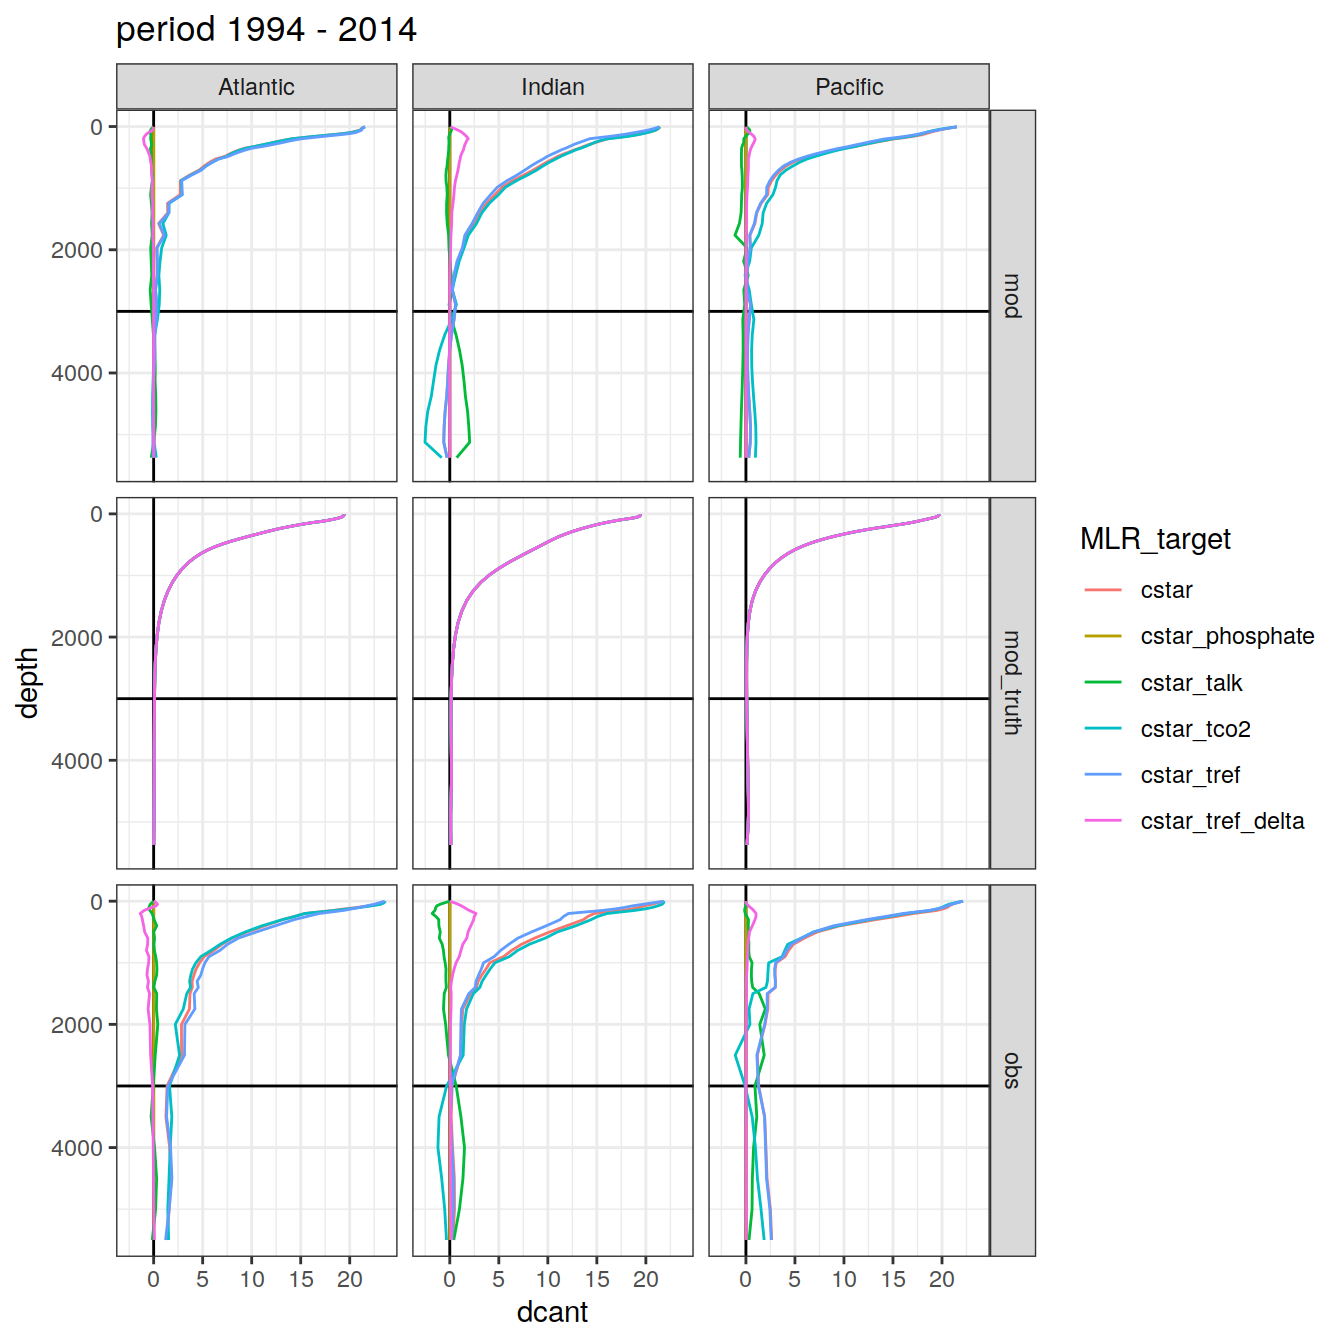 period 1994 - 2014
Atlantic
Indian
Pacific
0
2000
4000
mod
0
2000
4000
mod_truth
0
2000
4000
obs
depth
0 5 10 15 20
0 5 10 15 20
0 5 10 15 20
dcant
MLR_target
cstar
cstar_phosphate
cstar_talk
cstar_tco2
cstar_tref
cstar_tref_delta